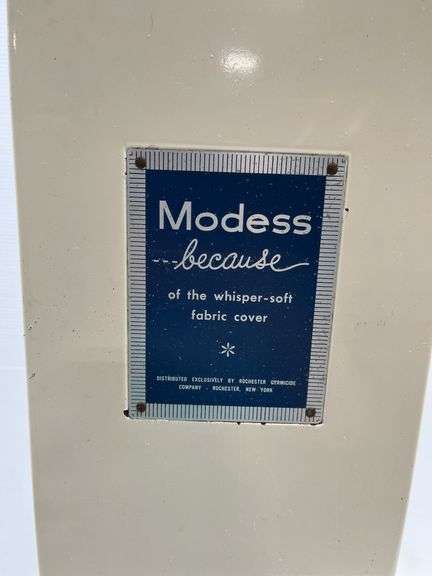 Modess
---because
of the whisper-soft
fabric cover
*
DISTRIBUTED EXCLUSIVELY BY ROCHESTER GERMICIDE
COMPANY - ROCHESTER, NEW YORK